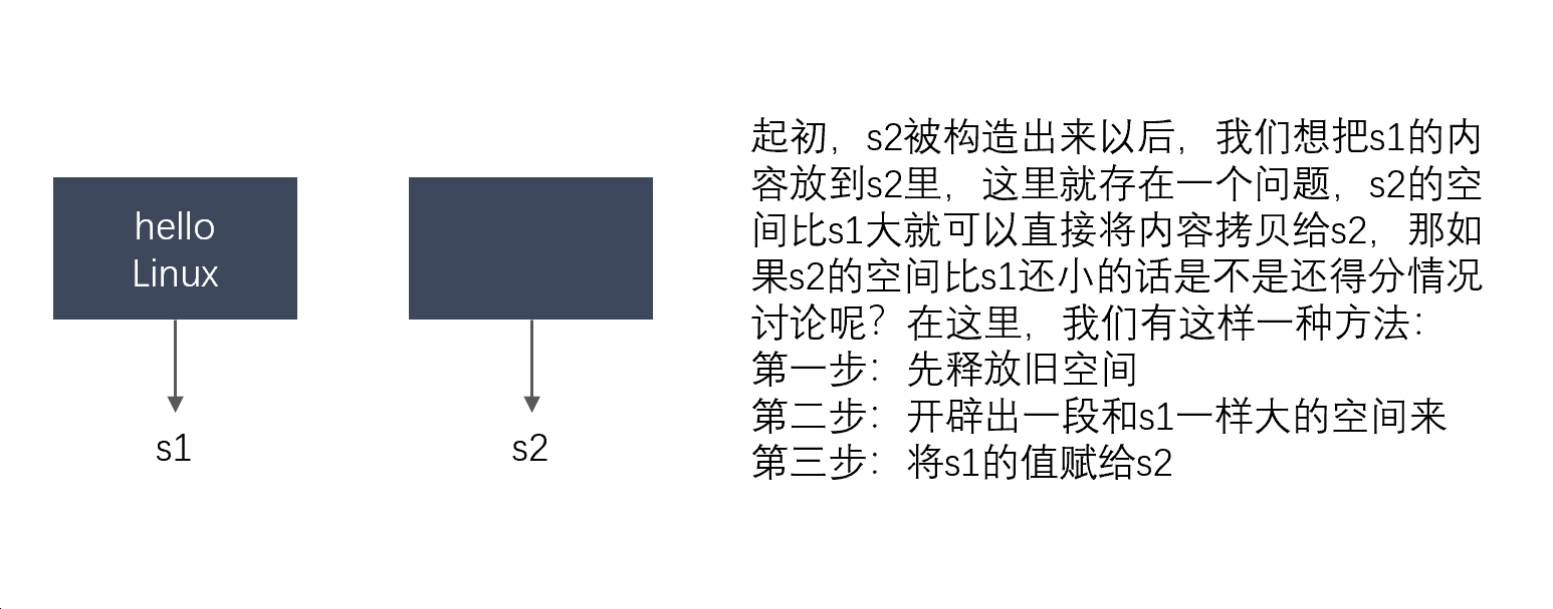 hello
Linux
s1
s2
起初，s2被构造出来以后，我们想把s1的内
容放到s2里，这里就存在一个问题，s2的空
间比s1大就可以直接将内容拷贝给s2，那如
果s2的空间比s1还小的话是不是还得分情况
讨论呢？在这里，我们有这样一种方法：
第一步：先释放旧空间
第二步：开辟出一段和s1一样大的空间来
第三步：将s1的值赋给s2